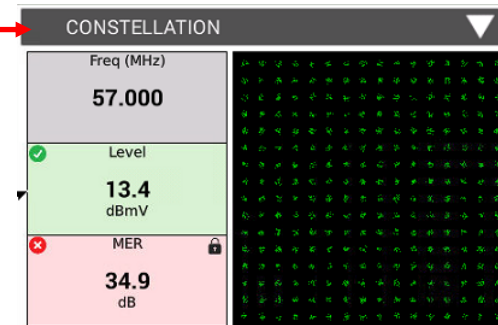 CONSTELLATION
Freq (MHz)
57.000
Level
13.4
dBmV
MER
34.9
dB